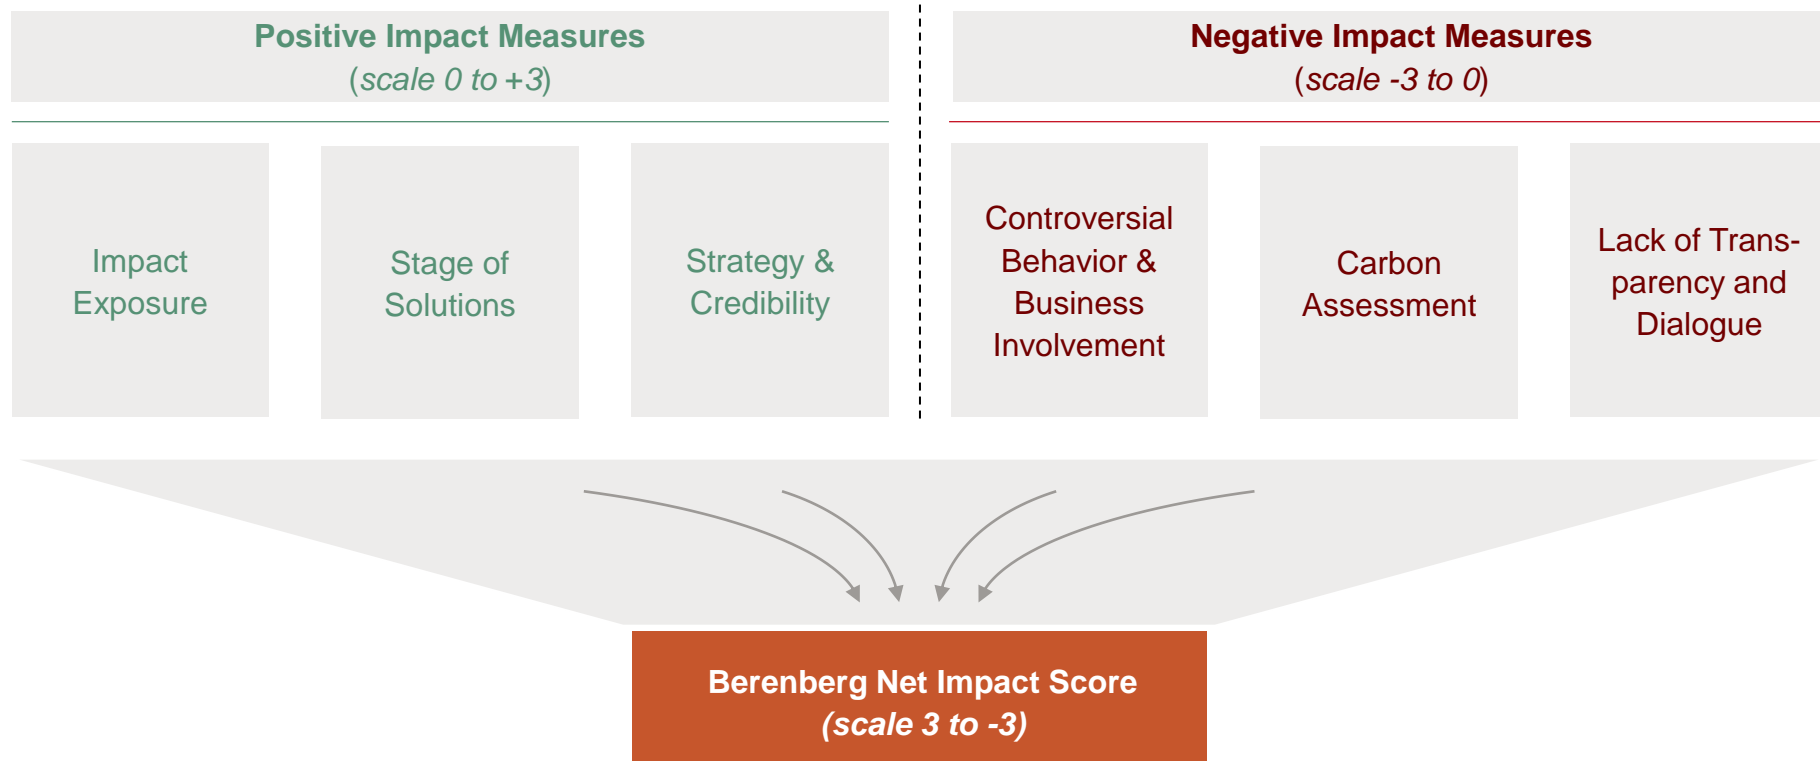 Positive Impact Measures
(scale 0 to +3)
Negative Impact Measures
(scale -3 to 0)
Impact
Exposure
Stage of
Solutions
Strategy &
Credibility
Controversial
Behavior &
Business
Involvement
Carbon
Assessment
Lack of Trans-
parency and
Dialogue
Berenberg Net Impact Score
(scale 3 to -3)